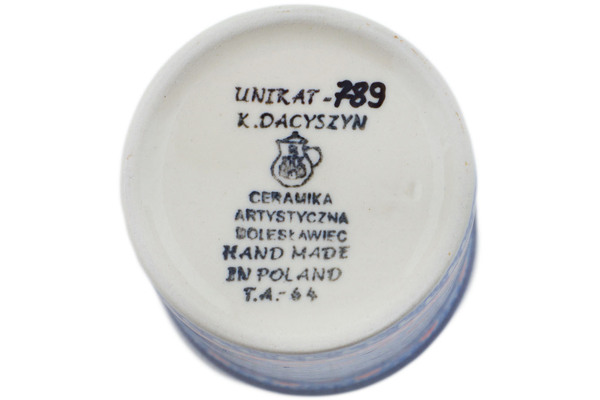 UNIKAT - 789
K. DACYSZYN
CERAMIKA
ARTYSTYCZNA
BOLESŁAWIEC
HAND MADE
IN POLAND
T.A.-64